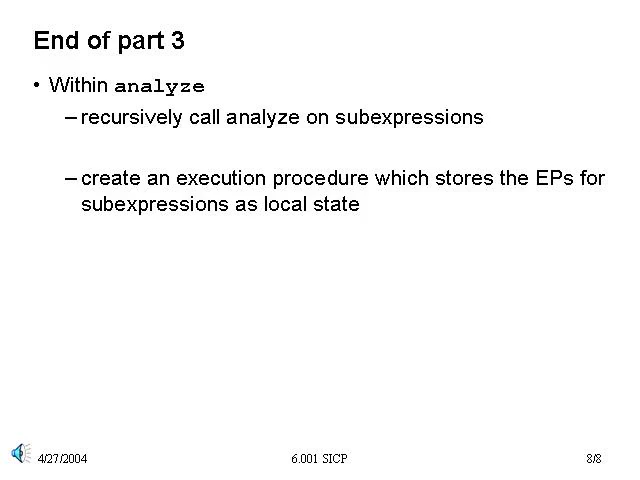 End of part 3
• Within analyze
– recursively call analyze on subexpressions
– create an execution procedure which stores the EPs for
subexpressions as local state
4/27/2004
6.001 SICP
8/8